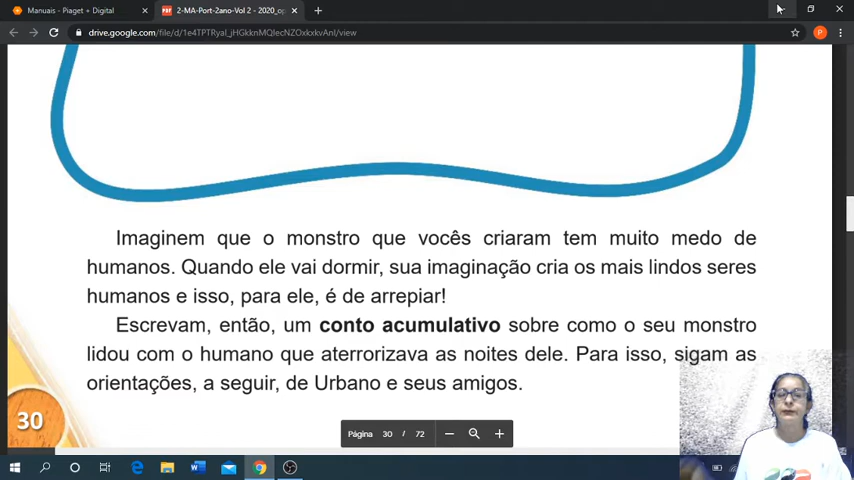 Manuais - Piaget + Digital
2-MA-Port-2ano-Vol 2 - 2020_o
drive.google.com/file/d/1e4TPTRyal_jHGkknMQlecNZOxkxkvAnI/view
Imaginem que o monstro que vocês criaram tem muito medo de
humanos. Quando ele vai dormir, sua imaginação cria os mais lindos seres
humanos e isso, para ele, é de arrepiar!
Escrevam, então, um conto acumulativo sobre como o seu monstro
lidou com o humano que aterrorizava as noites dele. Para isso, sigam as
orientações, a seguir, de Urbano e seus amigos.
30
Página 30 / 72